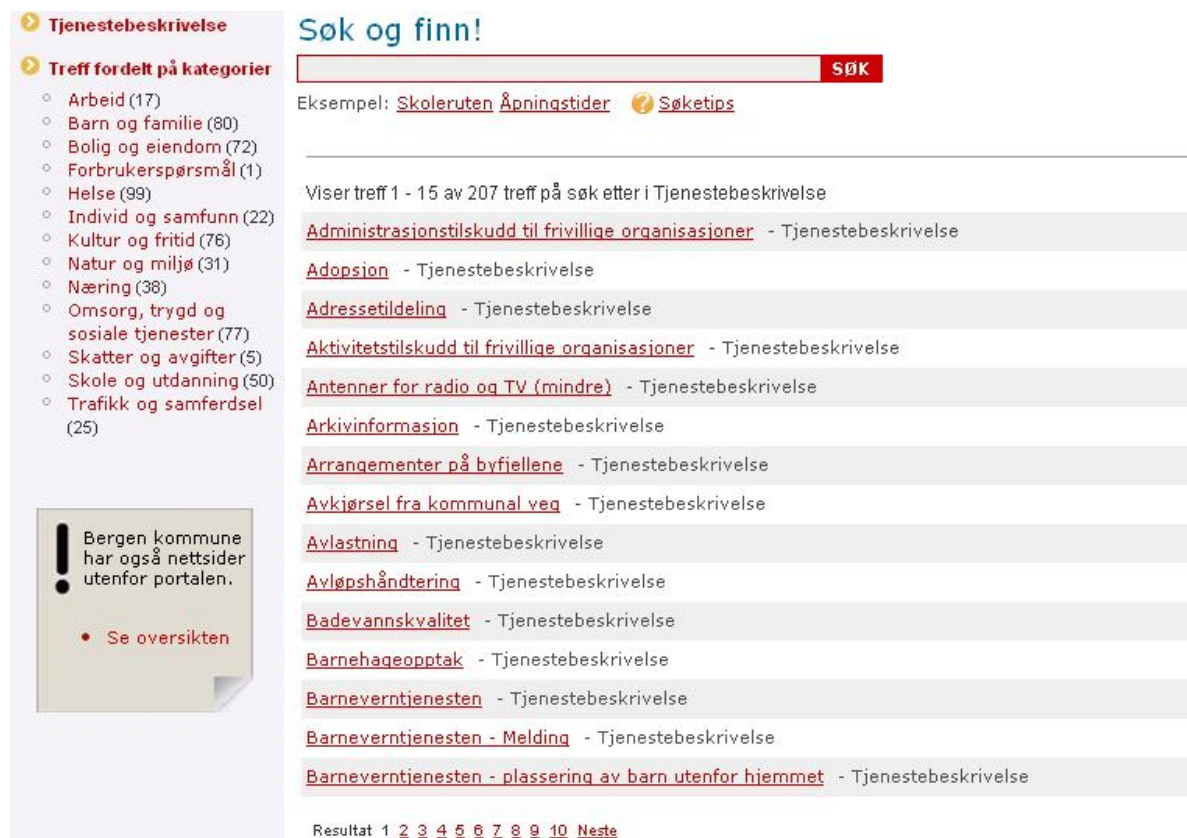 Tjenestebeskrivelse
Treff fordelt på kategorier
Arbeid (17)
Barn og familie (80)
Bolig og eiendom (72)
Forbrukerspørsmål (1)
Helse (99)
Individ og samfunn (22)
Kultur og fritid (76)
Natur og miljø (31)
Næring (38)
Omsorg, trygd og
sosiale tjenester (77)
Skatter og avgifter (5)
Skole og utdanning (50)
Trafikk og samferdsel
(25)
Bergen kommune
har også nettsider
utenfor portalen.
Se oversikten
Søk og finn!
SØK
Eksempel: Skoleruten Åpningstider Søketips
Viser treff 1 - 15 av 207 treff på søk etter i Tjenestebeskrivelse
Administrasjonstilskudd til frivillige organisasjoner - Tjenestebeskrivelse
Adopsjon - Tjenestebeskrivelse
Adressetildeling - Tjenestebeskrivelse
Aktivitetstilskudd til frivillige organisasjoner - Tjenestebeskrivelse
Antenner for radio og TV (mindre) - Tjenestebeskrivelse
Arkivinformasjon - Tjenestebeskrivelse
Arrangementer på byfjellene - Tjenestebeskrivelse
Avkjørsel fra kommunal veg - Tjenestebeskrivelse
Avlastning - Tjenestebeskrivelse
Avløpshåndtering - Tjenestebeskrivelse
Badevannskvalitet - Tjenestebeskrivelse
Barnehageopptak - Tjenestebeskrivelse
Barneverntjenesten - Tjenestebeskrivelse
Barneverntjenesten - Melding - Tjenestebeskrivelse
Barneverntjenesten - plassering av barn utenfor hjemmet - Tjenestebeskrivelse
Resultat 1 2 3 4 5 6 7 8 9 10 Neste